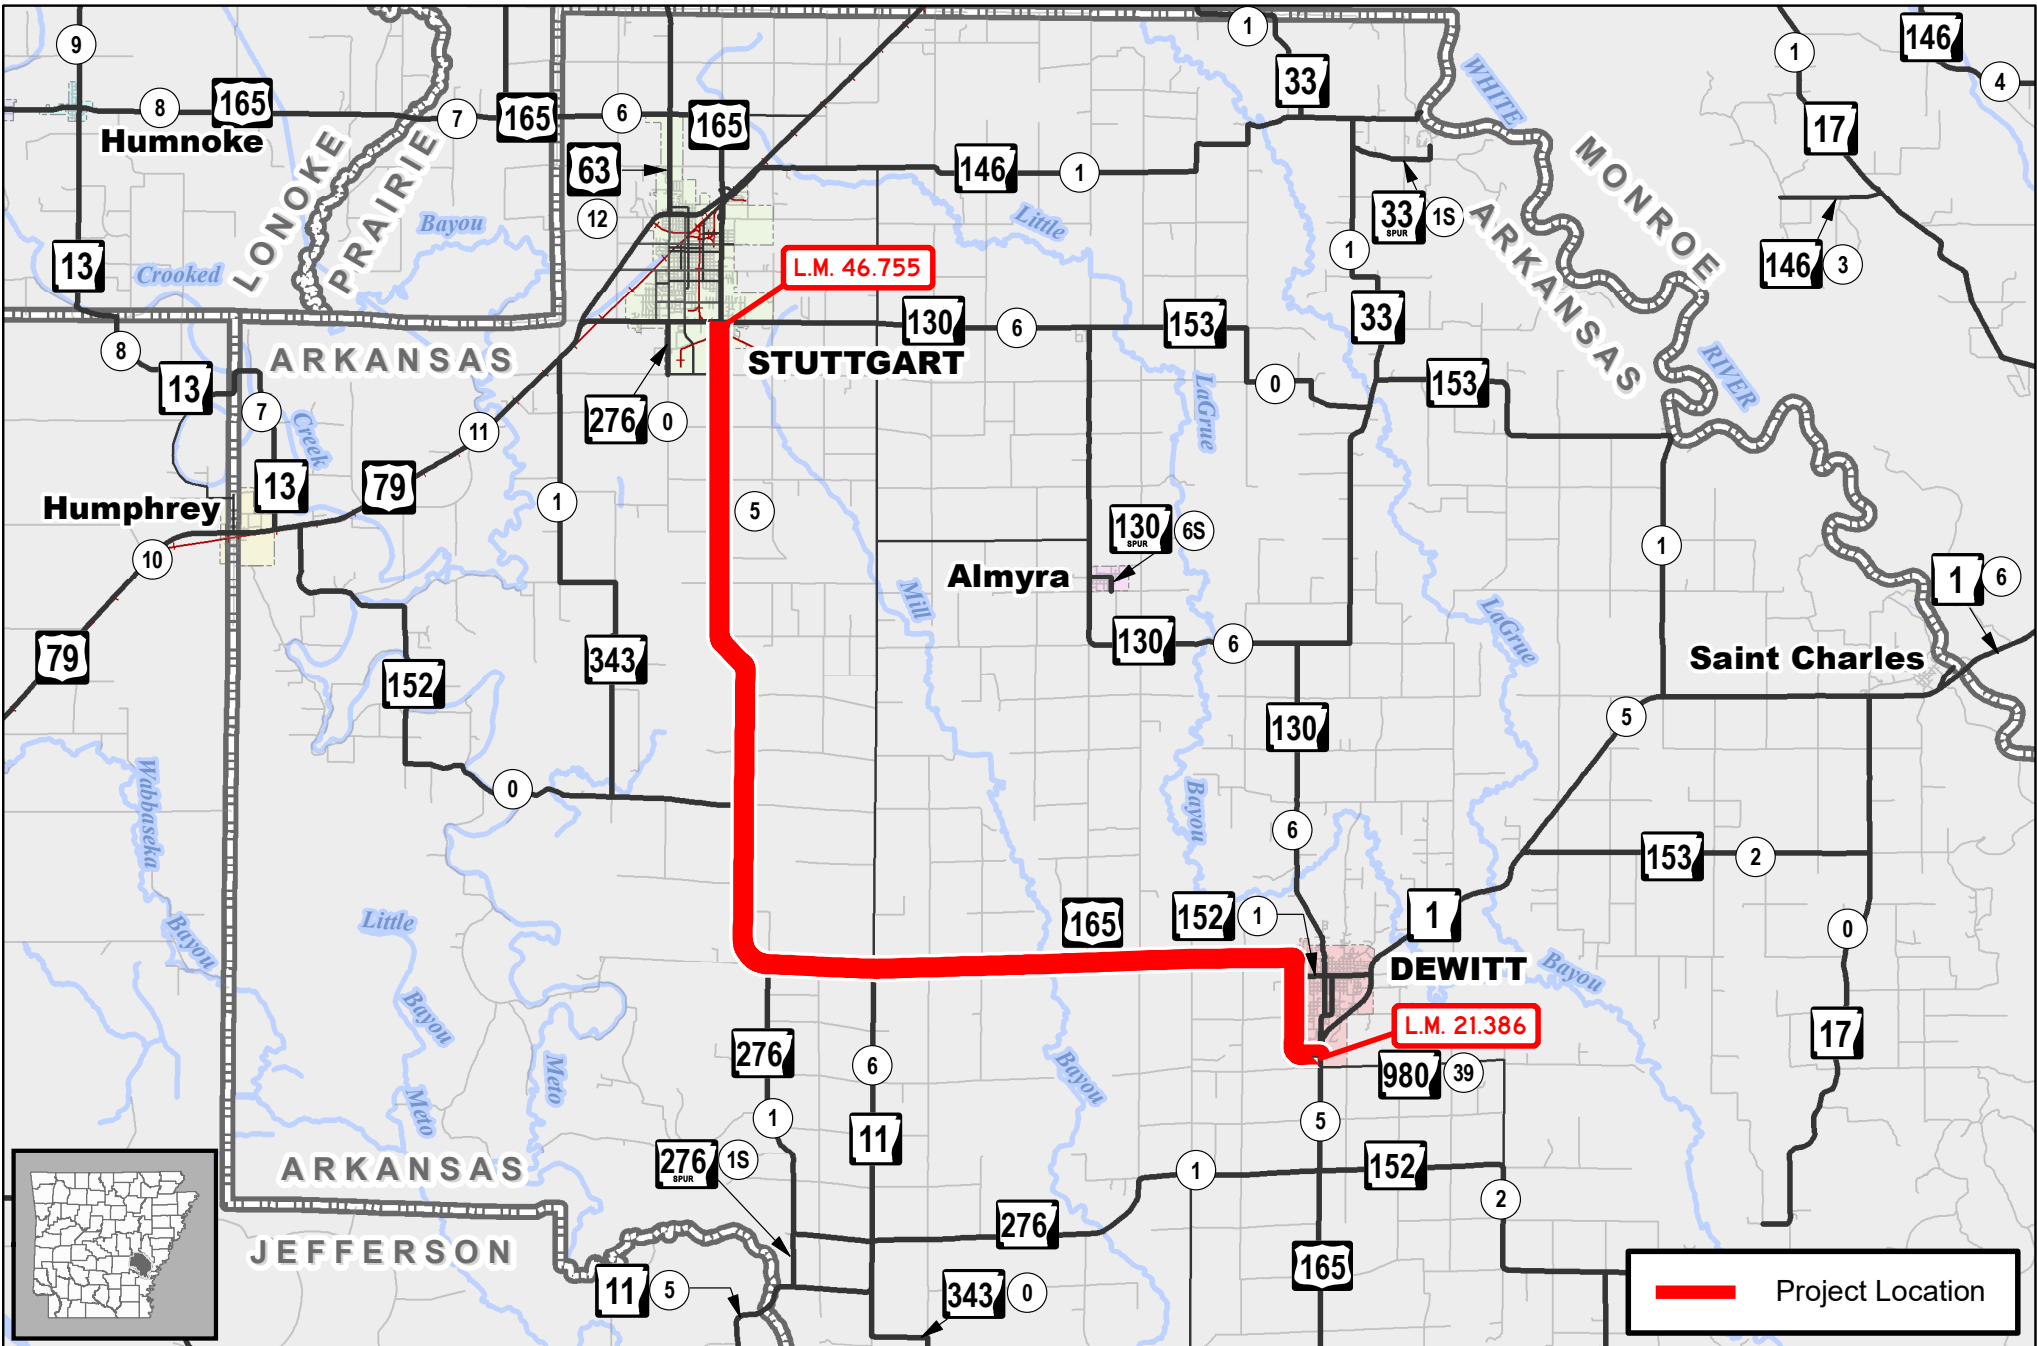 9
1
1
146
4
8
165
7
165
6
165
33
17
Humnoke
WHITE
MONROE
LONOKE
PRAIRIE
63
12
146
1
33
SPUR
1S
ARKANSAS
146
3
Bayou
Little
13
Crooked
1
L.M. 46.755
130
6
153
33
8
ARKANSAS
STUTTGART
RIVER
13
7
0
153
LaGrue
276
0
11
Creek
13
79
Humphrey
1
5
130
SPUR
6S
1
10
Almyra
Mill
1
6
LaGrue
79
343
130
6
Saint Charles
152
5
130
0
Wabbaseka
Bayou
6
153
2
165
152
1
1
0
Little
Bayou
DEWITT
Bayou
Bayou
L.M. 21.386
17
276
6
Meto
Bayou
980
39
Meto
1
5
11
276
SPUR
1S
152
1
ARKANSAS
2
276
JEFFERSON
165
11
5
343
0
Project Location